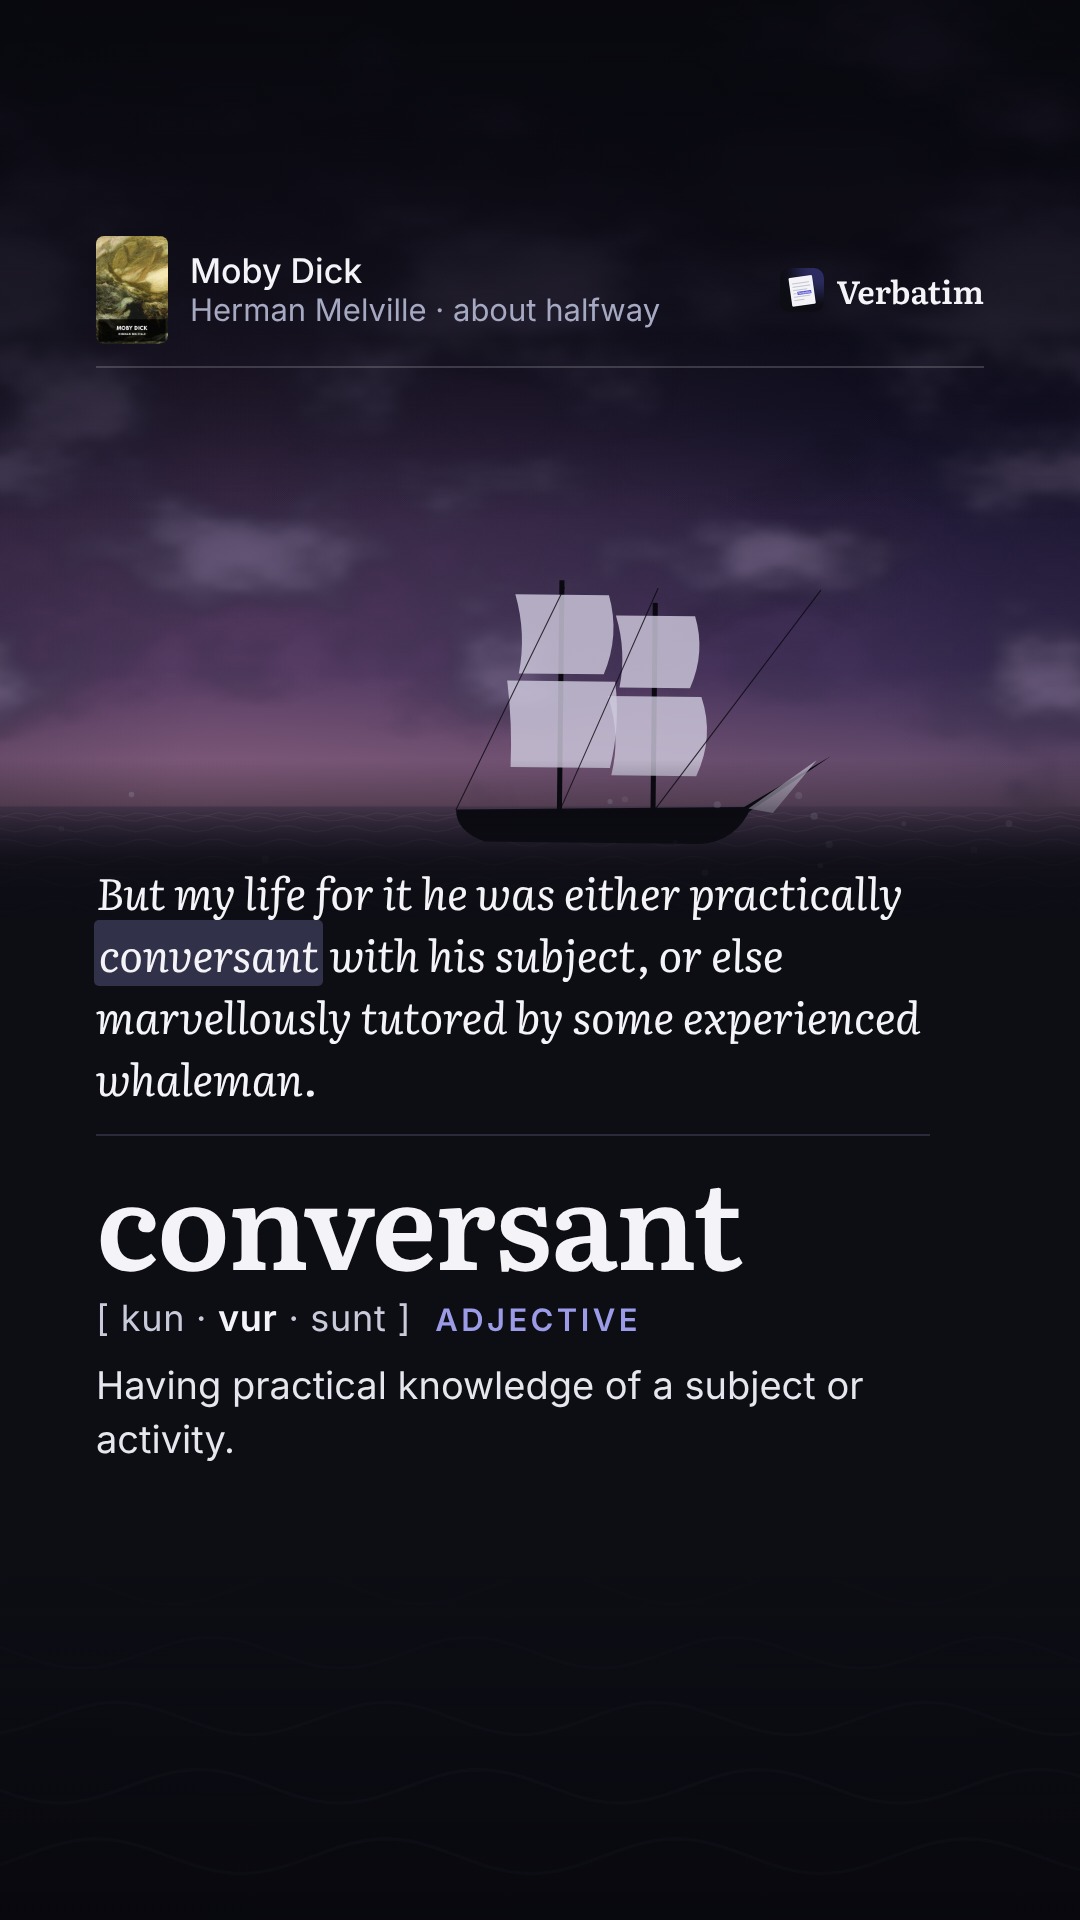 Moby Dick
Herman Melville · about halfway
Verbatim
MOBY DICK
But my life for it he was either practically
conversant with his subject, or else
marvellously tutored by some experienced
whaleman.
conversant
[ kun · vur · sunt ] ADJECTIVE
Having practical knowledge of a subject or
activity.